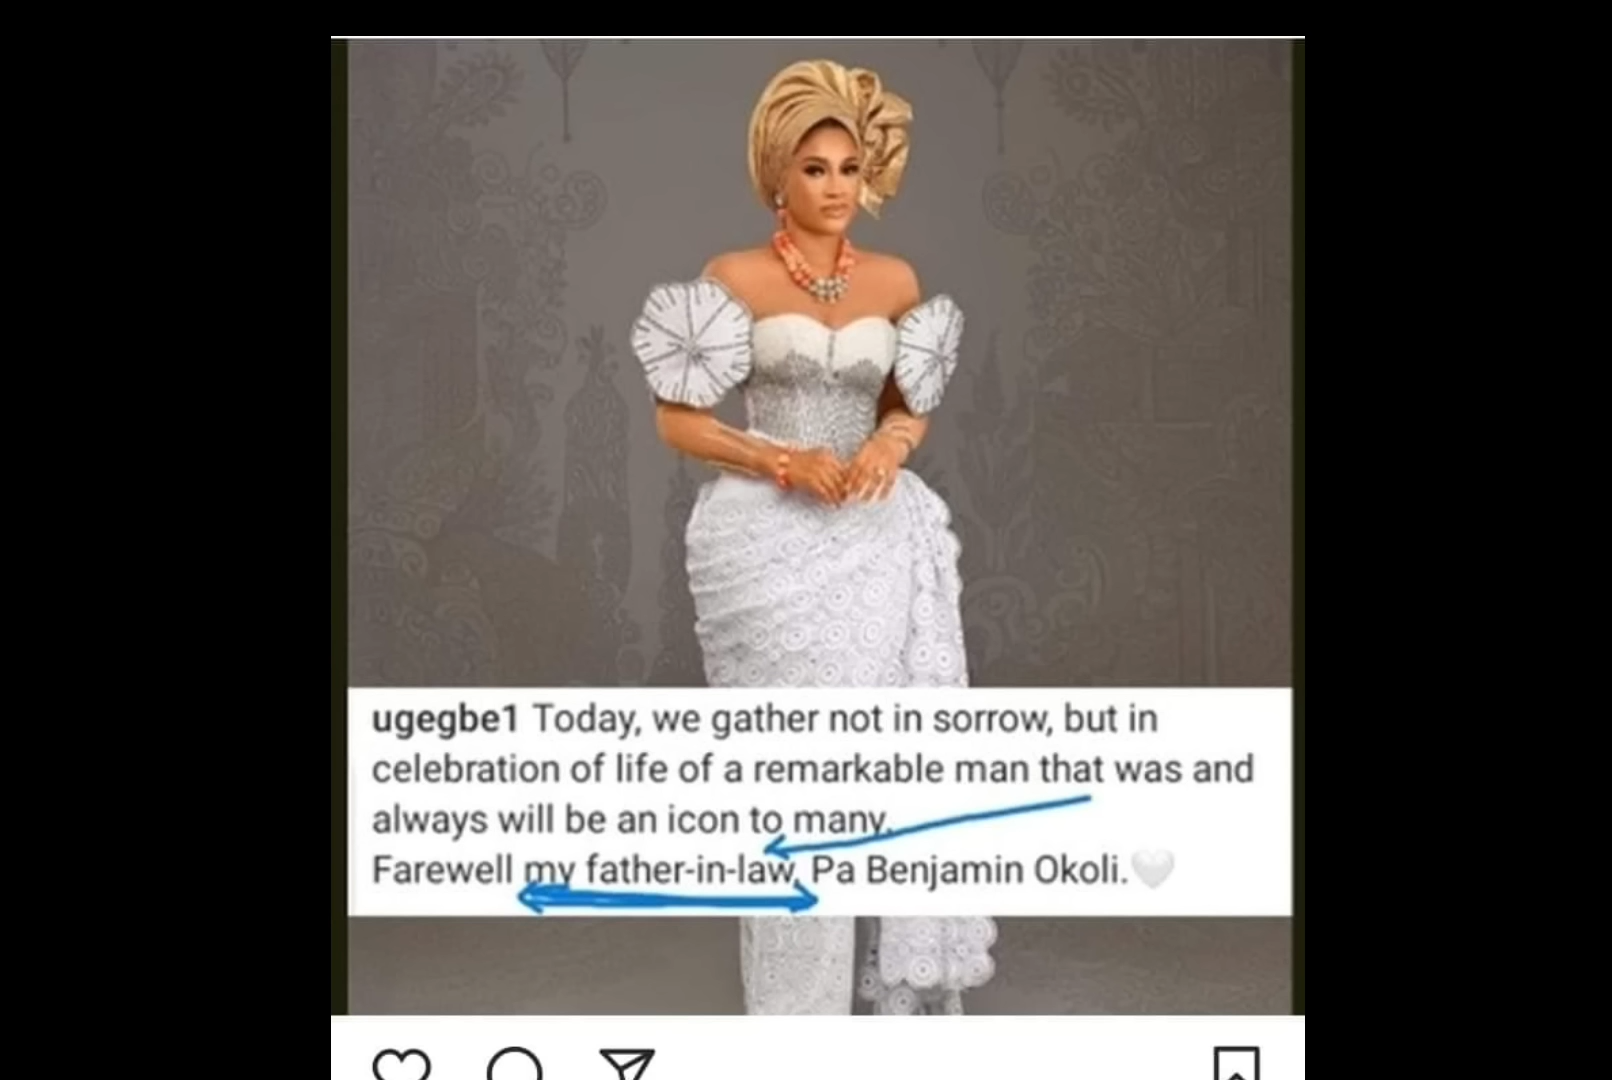 ugegbe1 Today, we gather not in sorrow, but in
celebration of life of a remarkable man that was and
always will be an icon to many.
Farewell my father-in-law, Pa Benjamin Okoli.🤍